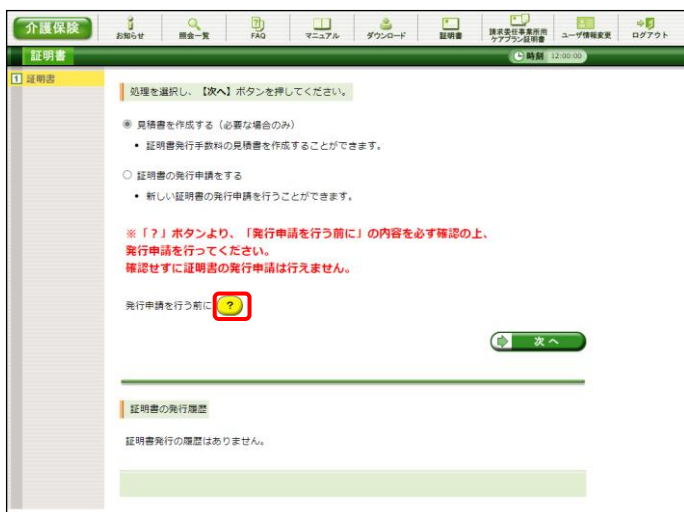 介護保険
お知らせ
照会一覧
FAQ
マニュアル
ダウンロード
証明書
請求委任事業所用
ケアプラン証明書
ユーザ情報変更
ログアウト
証明書
時刻 12:00:00
1 証明書
処理を選択し、【次へ】ボタンを押してください。
見積書を作成する（必要な場合のみ）
• 証明書発行手数料の見積書を作成することができます。
証明書の発行申請をする
• 新しい証明書の発行申請を行うことができます。
※「？」ボタンより、「発行申請を行う前に」の内容を必ず確認の上、
発行申請を行ってください。
確認せずに証明書の発行申請は行えません。
発行申請を行う前に ?
次へ
証明書の発行履歴
証明書発行の履歴はありません。